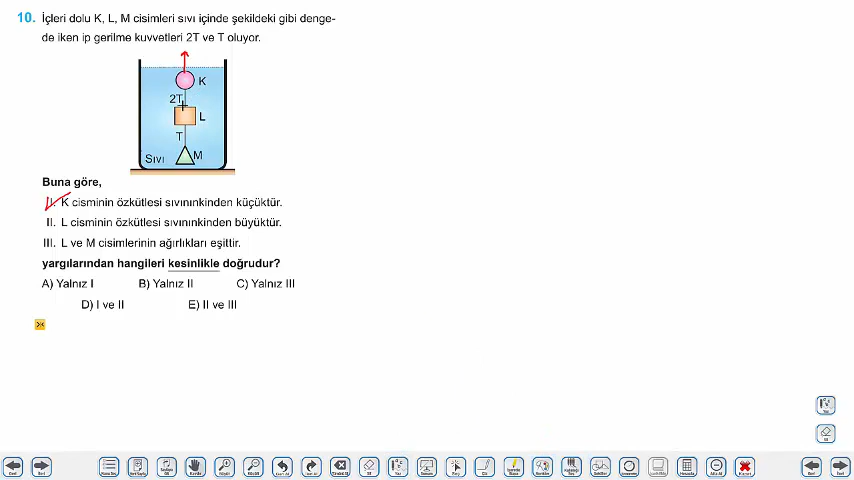 10. İçleri dolu K, L, M cisimleri sıvı içinde şekildeki gibi denge-
de iken ip gerilme kuvvetleri 2T ve T oluyor.
K
2T
L
T
M
Sıvı
Buna göre,
I. K cisminin özkütlesi sıvınınkinden küçüktür.
II. L cisminin özkütlesi sıvınınkinden büyüktür.
III. L ve M cisimlerinin ağırlıkları eşittir.
yargılarından hangileri kesinlikle doğrudur?
A) Yalnız I B) Yalnız II C) Yalnız III
D) I ve II E) II ve III